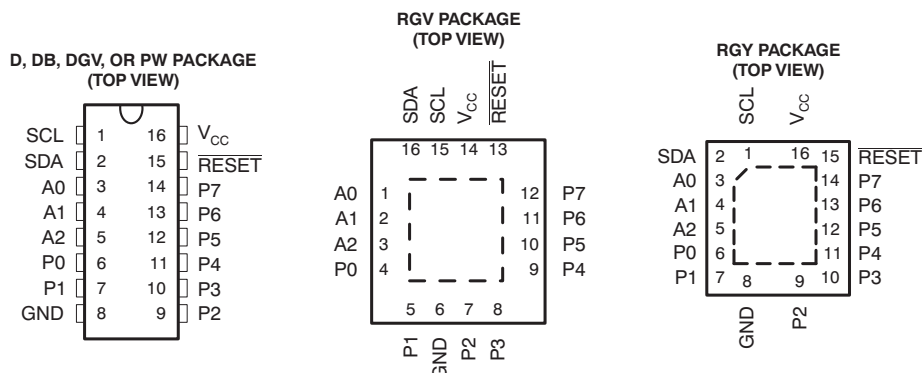 D, DB, DGV, OR PW PACKAGE
(TOP VIEW)
SCL 1 16 VCC
SDA 2 15 RESET
A0 3 14 P7
A1 4 13 P6
A2 5 12 P5
P0 6 11 P4
P1 7 10 P3
GND 8 9 P2
RGV PACKAGE
(TOP VIEW)
SDA SCL VCC RESET
16 15 14 13
A0 1 12 P7
A1 2 11 P6
A2 3 10 P5
P0 4 9 P4
5 6 7 8
P1 GND P2 P3
RGY PACKAGE
(TOP VIEW)
SCL VCC
1 16
SDA 2 15 RESET
A0 3 14 P7
A1 4 13 P6
A2 5 12 P5
P0 6 11 P4
P1 7 10 P3
8 9
GND P2